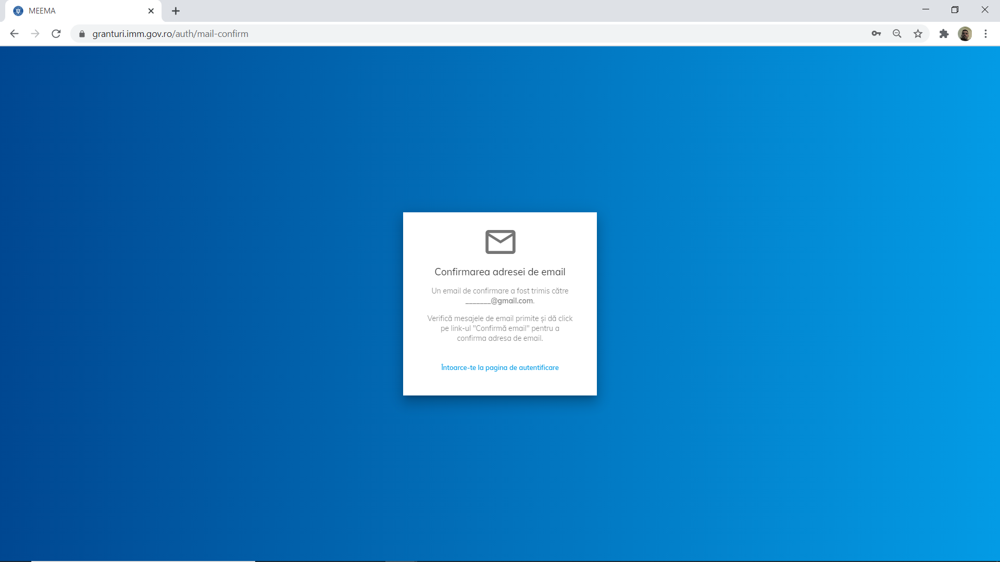 MEEMA
granturi.imm.gov.ro/auth/mail-confirm
Confirmarea adresei de email
Un email de confirmare a fost trimis către
_______@gmail.com.
Verifică mesajele de email primite și dă click
pe link-ul "Confirmă email" pentru a
confirma adresa de email.
Întoarce-te la pagina de autentificare